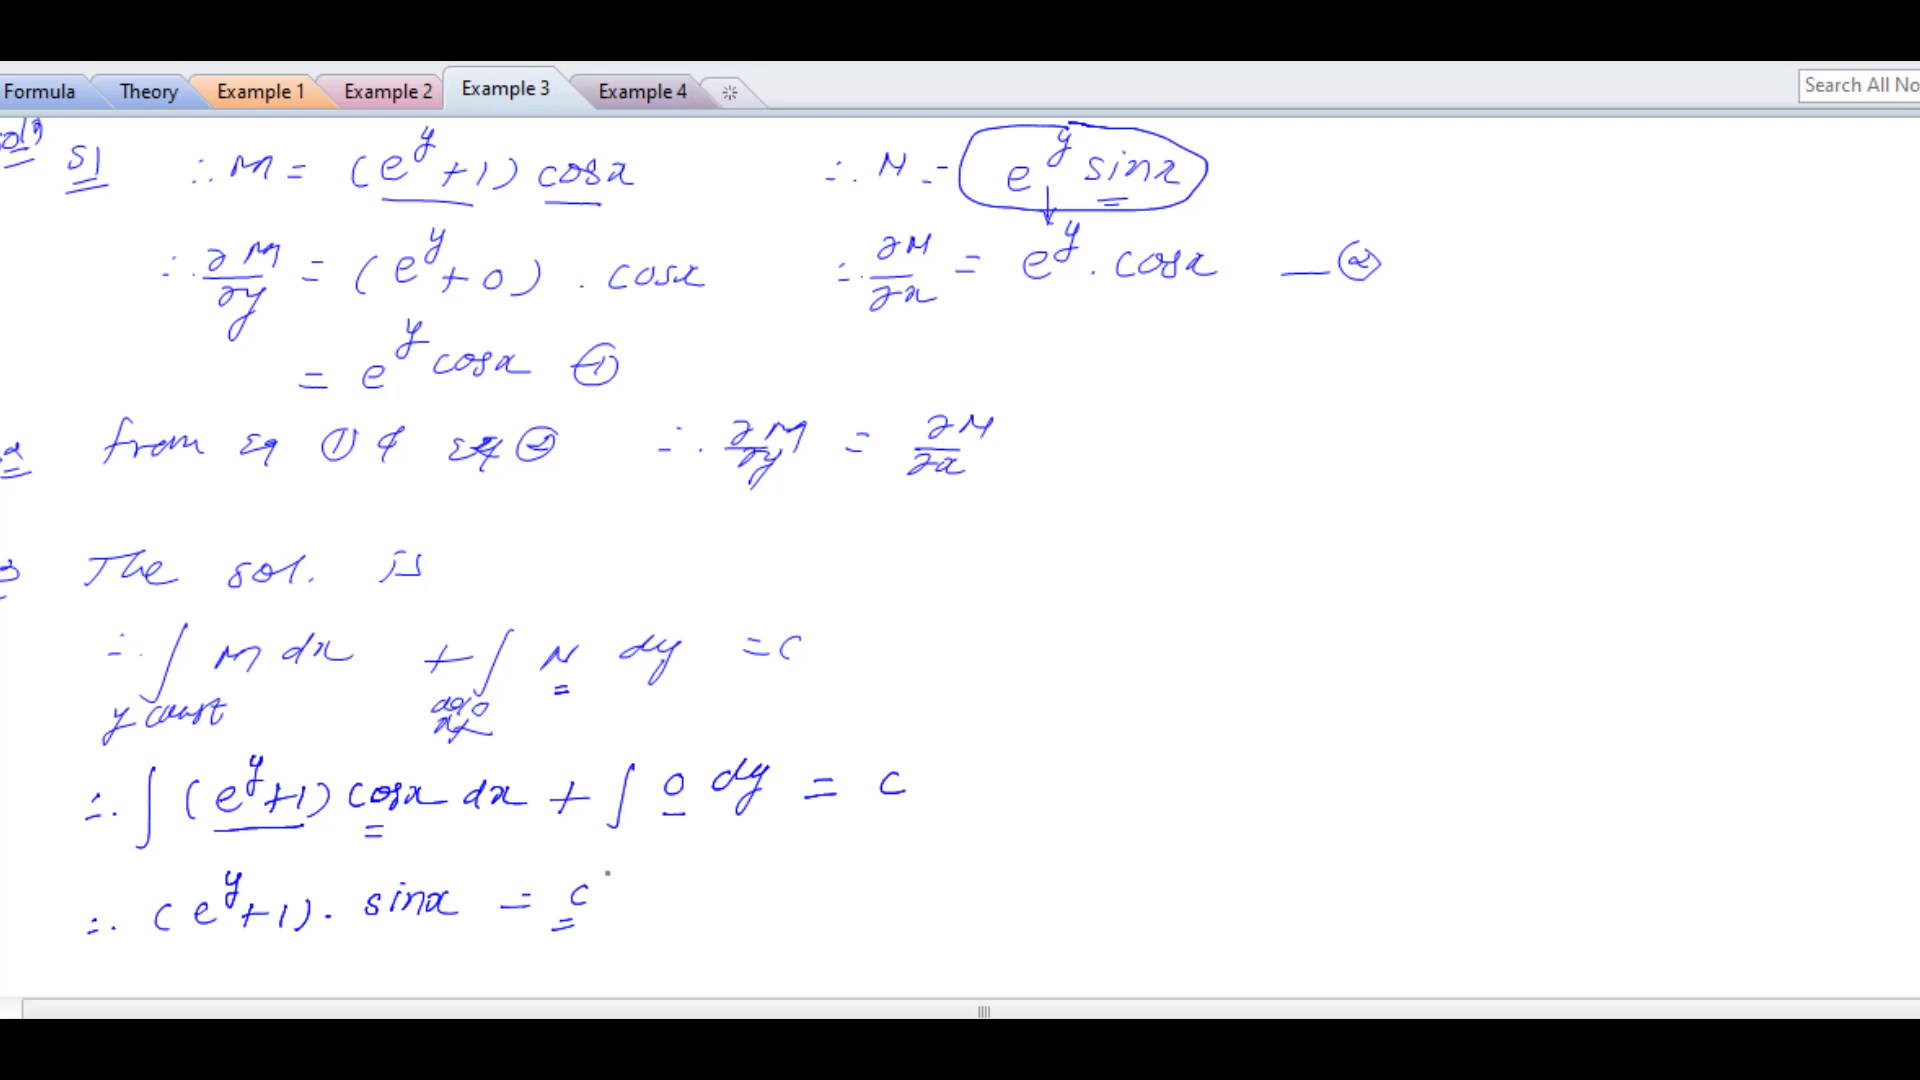 Formula Theory Example 1 Example 2 Example 3 Example 4 Search All No
solⁿ S1 ∴ M = (e^y + 1) cosx ∴ N = e^y sinx
∴ ∂M/∂y = (e^y + 0) . cosx ∴ ∂N/∂x = e^y . cosx — ②
= e^y cosx ①
from Eq ① & Eq ② ∴ ∂M/∂y = ∂N/∂x
The sol. is
∴ ∫ M dx + ∫ N dy = c
y const
∴ ∫ (e^y+1) cosx dx + ∫ 0 dy = c
∴ (e^y+1) . sinx = c